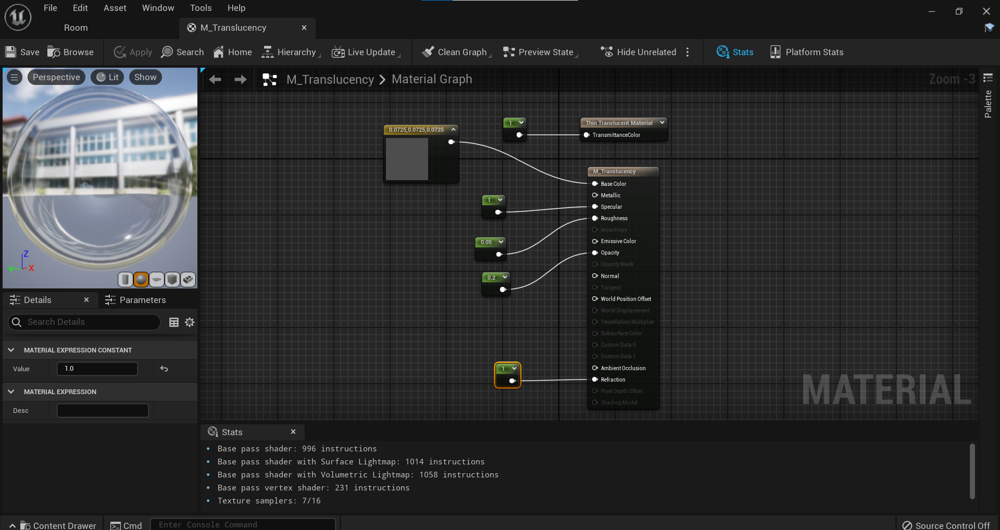 File Edit Asset Window Tools Help
Room
M_Translucency
Save Browse Apply Search Home Hierarchy Live Update Clean Graph Preview State Hide Unrelated Stats Platform Stats
Perspective Lit Show
M_Translucency Material Graph
Zoom -3
Palette
1
Thin Translucent Material
TransmittanceColor
0.0725,0.0725,0.0725
M_Translucency
Base Color
Metallic
1
Specular
Roughness
Anisotropy
0.05
Emissive Color
Opacity
Opacity Mask
0.2
Normal
Tangent
World Position Offset
World Displacement
Tessellation Multiplier
Subsurface Color
Custom Data 0
Custom Data 1
1
Ambient Occlusion
Refraction
Pixel Depth Offset
Shading Model
MATERIAL
Z
Y
X
Details Parameters
Search Details
MATERIAL EXPRESSION CONSTANT
Value 1.0
MATERIAL EXPRESSION
Desc
Stats
Base pass shader: 996 instructions
Base pass shader with Surface Lightmap: 1014 instructions
Base pass shader with Volumetric Lightmap: 1058 instructions
Base pass vertex shader: 231 instructions
Texture samplers: 7/16
Content Drawer Cmd Enter Console Command Source Control Off